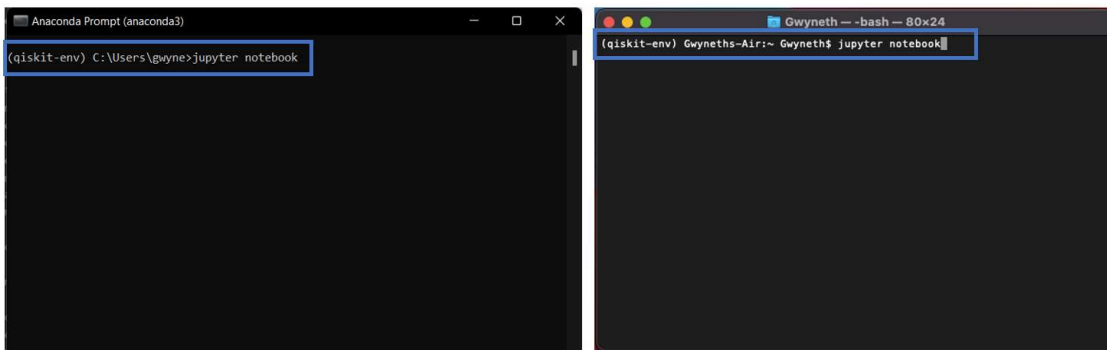 Anaconda Prompt (anaconda3)
(qiskit-env) C:\Users\gwyne>jupyter notebook
Gwyneth — -bash — 80×24
(qiskit-env) Gwyneths-Air:~ Gwyneth$ jupyter notebook